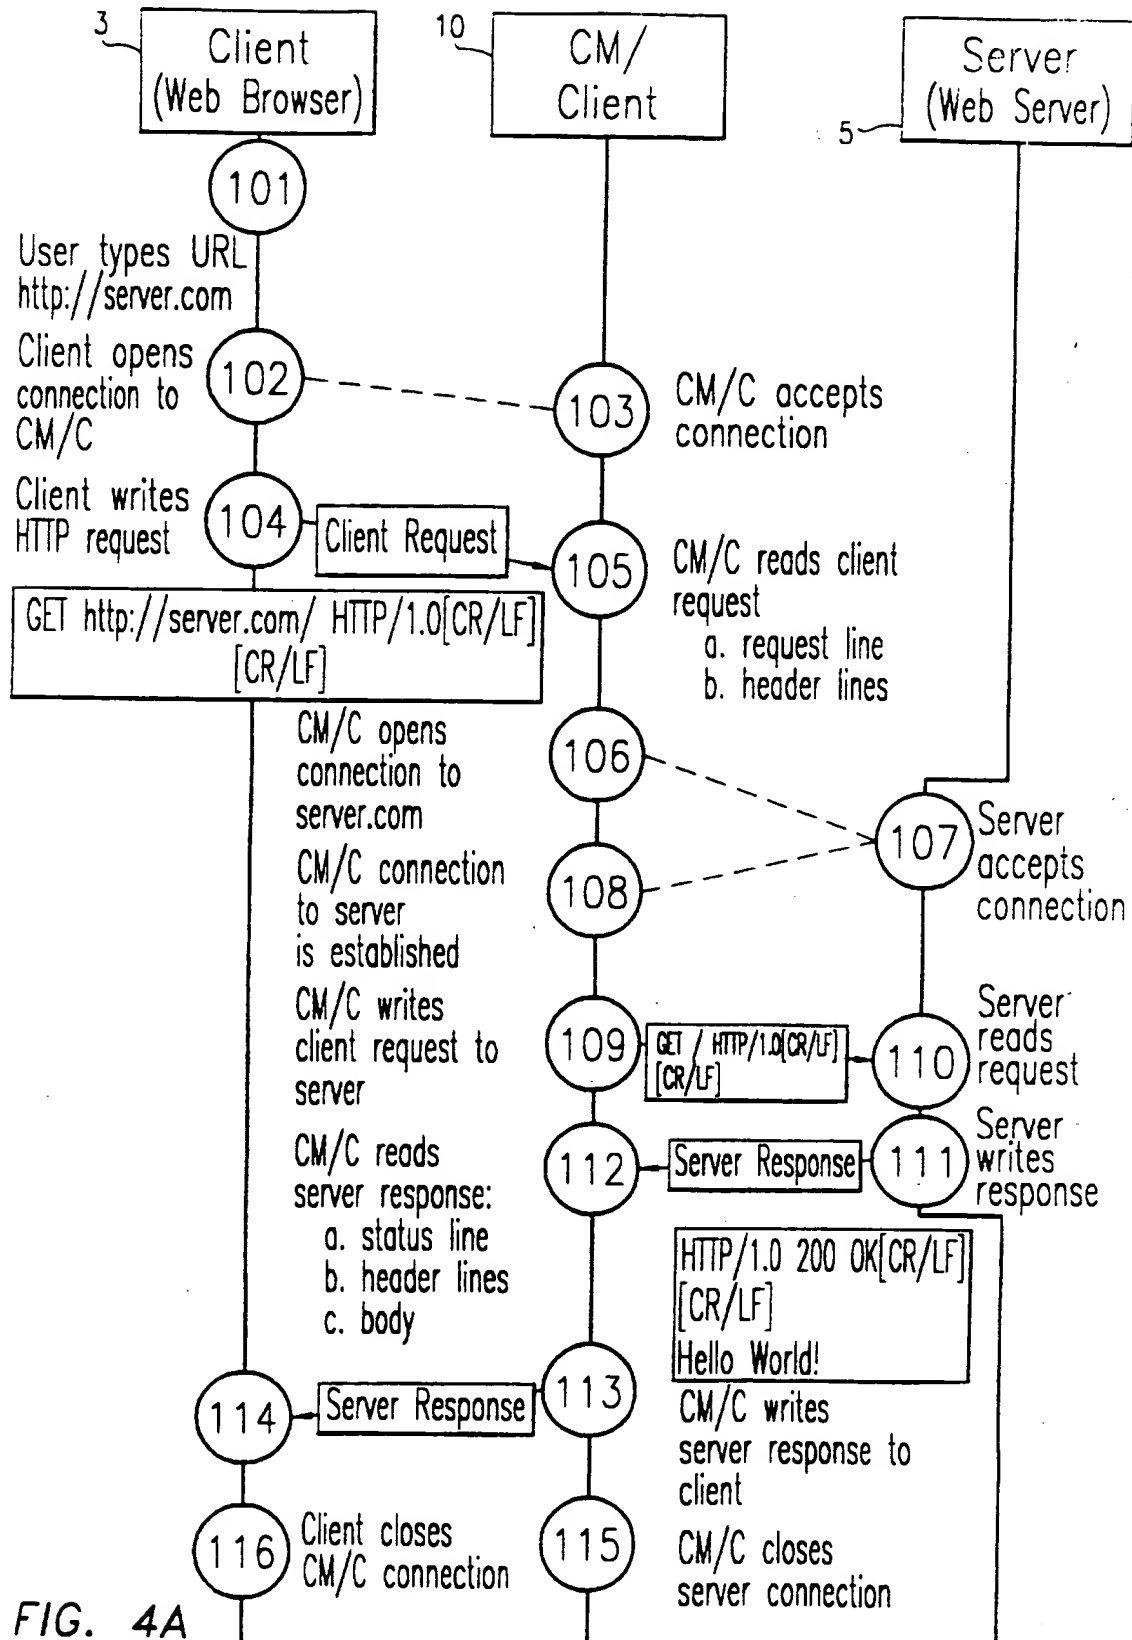 3
Client
(Web Browser)
10
CM/
Client
Server
(Web Server)
5
101
User types URL
http://server.com
Client opens
connection to
CM/C
102
103
CM/C accepts
connection
Client writes
HTTP request
104
Client Request
105
CM/C reads client
request
a. request line
b. header lines
GET http://server.com/ HTTP/1.0[CR/LF]
[CR/LF]
CM/C opens
connection to
server.com
106
107
Server
accepts
connection
CM/C connection
to server
is established
108
CM/C writes
client request to
server
109
GET / HTTP/1.0[CR/LF]
[CR/LF]
110
Server
reads
request
CM/C reads
server response:
a. status line
b. header lines
c. body
112
Server Response
111
Server
writes
response
HTTP/1.0 200 OK[CR/LF]
[CR/LF]
Hello World!
114
Server Response
113
CM/C writes
server response to
client
116
Client closes
CM/C connection
115
CM/C closes
server connection
FIG. 4A